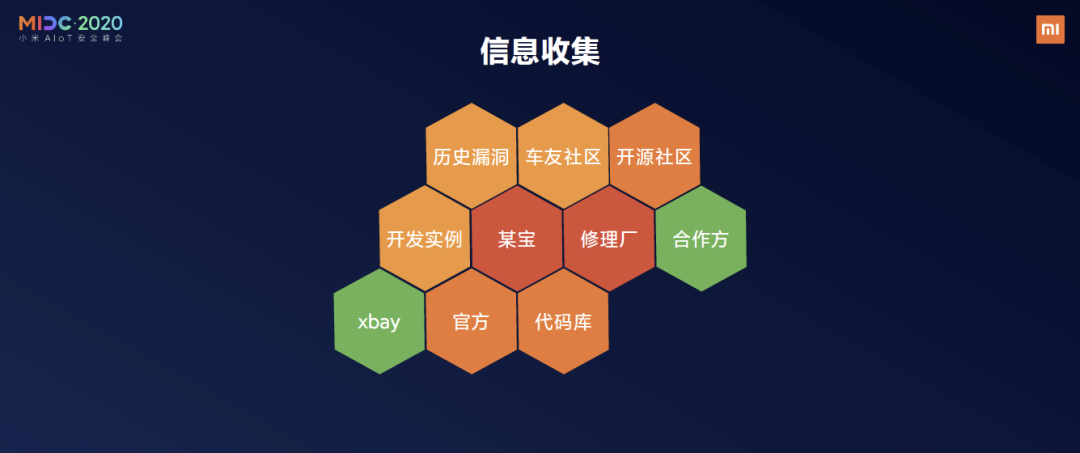 MIDC·2020
小米 AIoT 安全峰会
mi
信息收集
历史漏洞
车友社区
开源社区
开发实例
某宝
修理厂
合作方
xbay
官方
代码库